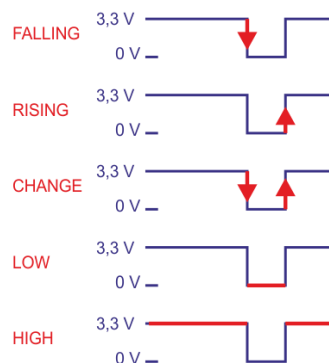 3,3 V
FALLING
0 V
3,3 V
RISING
0 V
3,3 V
CHANGE
0 V
3,3 V
LOW
0 V
3,3 V
HIGH
0 V